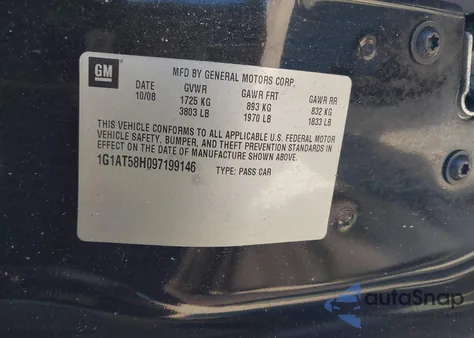 GM
MFD BY GENERAL MOTORS CORP.
DATE GVWR GAWR FRT GAWR RR
10/08 1725 KG 893 KG 832 KG
3803 LB 1970 LB 1833 LB
THIS VEHICLE CONFORMS TO ALL APPLICABLE U.S. FEDERAL MOTOR
VEHICLE SAFETY, BUMPER, AND THEFT PREVENTION STANDARDS IN
EFFECT ON THE DATE OF MANUFACTURE SHOWN ABOVE.
1G1AT58H097199146 TYPE: PASS CAR
autoSnap